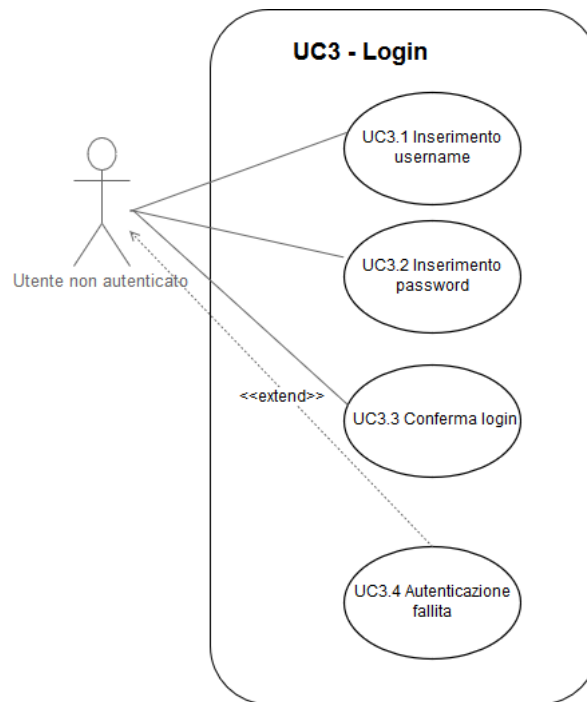 UC3 - Login
UC3.1 Inserimento
username
UC3.2 Inserimento
password
Utente non autenticato
<<extend>>
UC3.3 Conferma login
UC3.4 Autenticazione
fallita